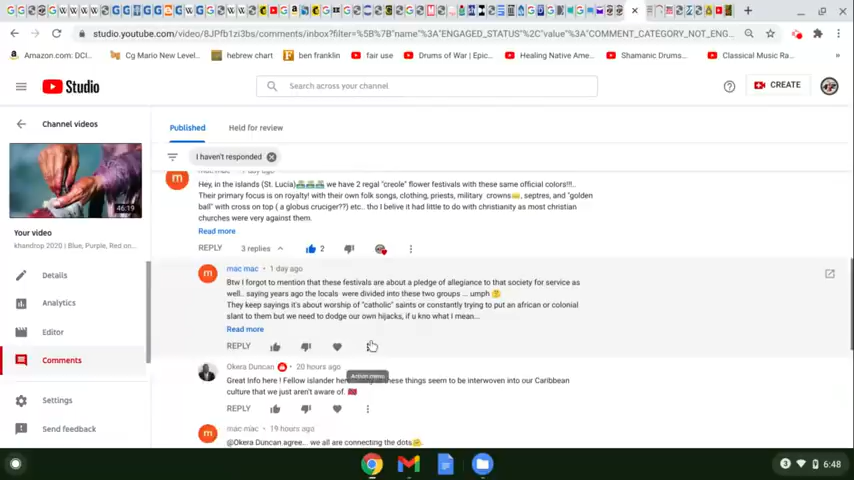 studio.youtube.com/video/8JPfb1zi3bs/comments/inbox?filter=%5B%7B"name"%3A"ENGAGED_STATUS"%2C"value"%3A"COMMENT_CATEGORY_NOT_ENG...
Amazon.com: DCI... Cg Mario New Level... hebrew chart ben franklin fair use Drums of War | Epic... Healing Native Ame... Shamanic Drums... Classical Music Ra...
Studio
Search across your channel
CREATE
Channel videos
Published
Held for review
I haven't responded
46:19
Your video
khandrop 2020 | Blue, Purple, Red on...
Details
Analytics
Editor
Comments
Settings
Send feedback
Hey, in the islands (St. Lucia)🏝🏝🏝 we have 2 regal "creole" flower festivals with these same official colors!!!..
Their primary focus is on royalty! with their own folk songs, clothing, priests, military crowns👑, septres, and "golden
ball" with cross on top ( a globus cruciger??) etc.. tho I belive it had little to do with christianity as most christian
churches were very against them.
Read more
REPLY 3 replies 2
mac mac • 1 day ago
Btw I forgot to mention that these festivals are about a pledge of allegiance to that society for service as
well.. saying years ago the locals were divided into these two groups ... umph 🤔
They keep sayings it's about worship of "catholic" saints or constantly trying to put an african or colonial
slant to them but we need to dodge our own hijacks, if u kno what I mean...
Read more
REPLY
Action menu
Okera Duncan 20 hours ago
Great Info here ! Fellow islander here these things seem to be interwoven into our Caribbean
culture that we just aren't aware of.
REPLY
mac mac • 19 hours ago
@Okera Duncan agree... we all are connecting the dots🤗.
3 6:48